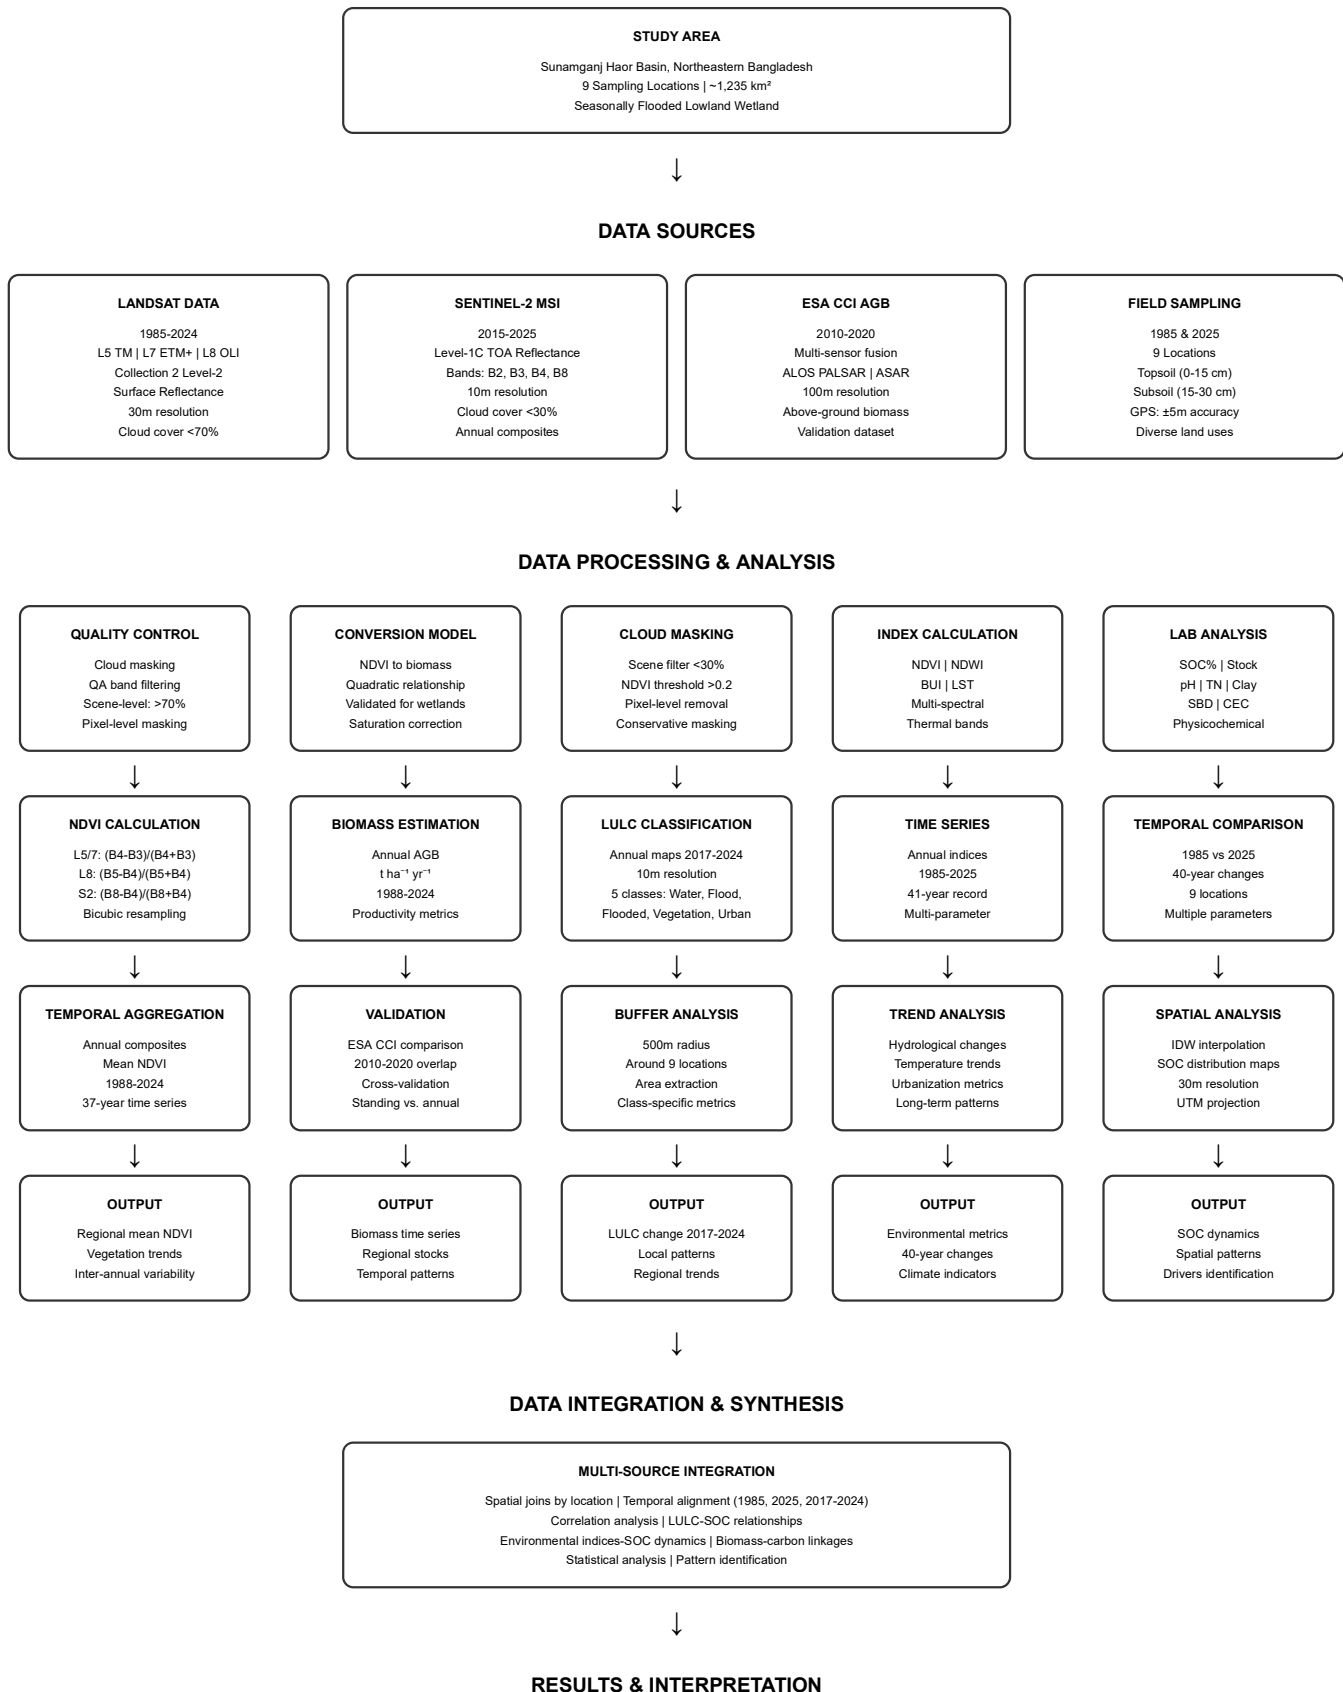 STUDY AREA
Sunamganj Haor Basin, Northeastern Bangladesh
9 Sampling Locations | ~1,235 km²
Seasonally Flooded Lowland Wetland
↓
DATA SOURCES
LANDSAT DATA
1985-2024
L5 TM | L7 ETM+ | L8 OLI
Collection 2 Level-2
Surface Reflectance
30m resolution
Cloud cover <70%
SENTINEL-2 MSI
2015-2025
Level-1C TOA Reflectance
Bands: B2, B3, B4, B8
10m resolution
Cloud cover <30%
Annual composites
ESA CCI AGB
2010-2020
Multi-sensor fusion
ALOS PALSAR | ASAR
100m resolution
Above-ground biomass
Validation dataset
FIELD SAMPLING
1985 & 2025
9 Locations
Topsoil (0-15 cm)
Subsoil (15-30 cm)
GPS: ±5m accuracy
Diverse land uses
↓
DATA PROCESSING & ANALYSIS
QUALITY CONTROL
Cloud masking
QA band filtering
Scene-level: >70%
Pixel-level masking
↓
NDVI CALCULATION
L5/7: (B4-B3)/(B4+B3)
L8: (B5-B4)/(B5+B4)
S2: (B8-B4)/(B8+B4)
Bicubic resampling
↓
TEMPORAL AGGREGATION
Annual composites
Mean NDVI
1988-2024
37-year time series
↓
OUTPUT
Regional mean NDVI
Vegetation trends
Inter-annual variability
CONVERSION MODEL
NDVI to biomass
Quadratic relationship
Validated for wetlands
Saturation correction
↓
BIOMASS ESTIMATION
Annual AGB
t ha⁻¹ yr⁻¹
1988-2024
Productivity metrics
↓
VALIDATION
ESA CCI comparison
2010-2020 overlap
Cross-validation
Standing vs. annual
↓
OUTPUT
Biomass time series
Regional stocks
Temporal patterns
CLOUD MASKING
Scene filter <30%
NDVI threshold >0.2
Pixel-level removal
Conservative masking
↓
LULC CLASSIFICATION
Annual maps 2017-2024
10m resolution
5 classes: Water, Flood,
Flooded, Vegetation, Urban
↓
BUFFER ANALYSIS
500m radius
Around 9 locations
Area extraction
Class-specific metrics
↓
OUTPUT
LULC change 2017-2024
Local patterns
Regional trends
INDEX CALCULATION
NDVI | NDWI
BUI | LST
Multi-spectral
Thermal bands
↓
TIME SERIES
Annual indices
1985-2025
41-year record
Multi-parameter
↓
TREND ANALYSIS
Hydrological changes
Temperature trends
Urbanization metrics
Long-term patterns
↓
OUTPUT
Environmental metrics
40-year changes
Climate indicators
LAB ANALYSIS
SOC% | Stock
pH | TN | Clay
SBD | CEC
Physicochemical
↓
TEMPORAL COMPARISON
1985 vs 2025
40-year changes
9 locations
Multiple parameters
↓
SPATIAL ANALYSIS
IDW interpolation
SOC distribution maps
30m resolution
UTM projection
↓
OUTPUT
SOC dynamics
Spatial patterns
Drivers identification
↓
DATA INTEGRATION & SYNTHESIS
MULTI-SOURCE INTEGRATION
Spatial joins by location | Temporal alignment (1985, 2025, 2017-2024)
Correlation analysis | LULC-SOC relationships
Environmental indices-SOC dynamics | Biomass-carbon linkages
Statistical analysis | Pattern identification
↓
RESULTS & INTERPRETATION